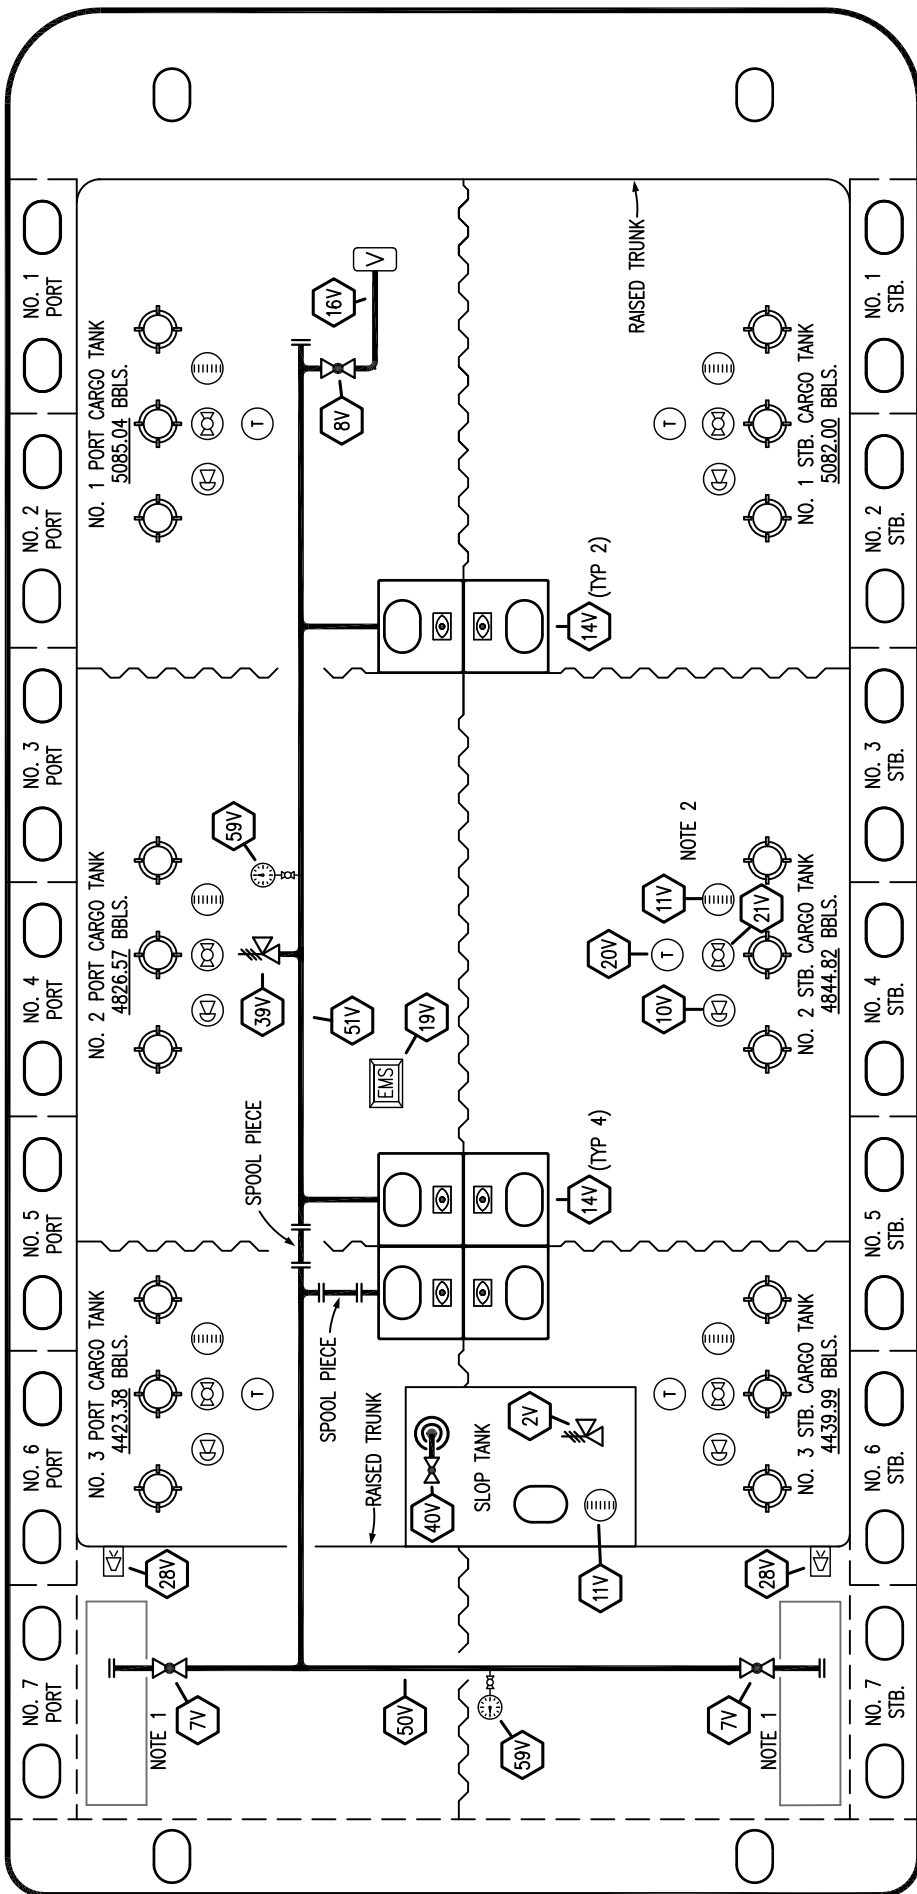 NO. 1
PORT
NO. 2
PORT
NO. 3
PORT
NO. 4
PORT
NO. 5
PORT
NO. 6
PORT
NO. 7
PORT
NO. 1 PORT CARGO TANK
5085.04 BBLS.
T
16V
V
8V
RAISED TRUNK
T
NO. 1 STB. CARGO TANK
5082.00 BBLS.
14V
(TYP 2)
NO. 2 PORT CARGO TANK
4826.57 BBLS.
59V
39V
51V
19V
EMS
SPOOL PIECE
NOTE 2
11V
20V
T
21V
10V
NO. 2 STB. CARGO TANK
4844.82 BBLS.
14V
(TYP 4)
NO. 3 PORT CARGO TANK
4423.38 BBLS.
T
SPOOL PIECE
RAISED TRUNK
2V
SLOP TANK
40V
11V
T
NO. 3 STB. CARGO TANK
4439.99 BBLS.
28V
28V
7V
NOTE 1
50V
59V
7V
NOTE 1
NO. 1
STB.
NO. 2
STB.
NO. 3
STB.
NO. 4
STB.
NO. 5
STB.
NO. 6
STB.
NO. 7
STB.